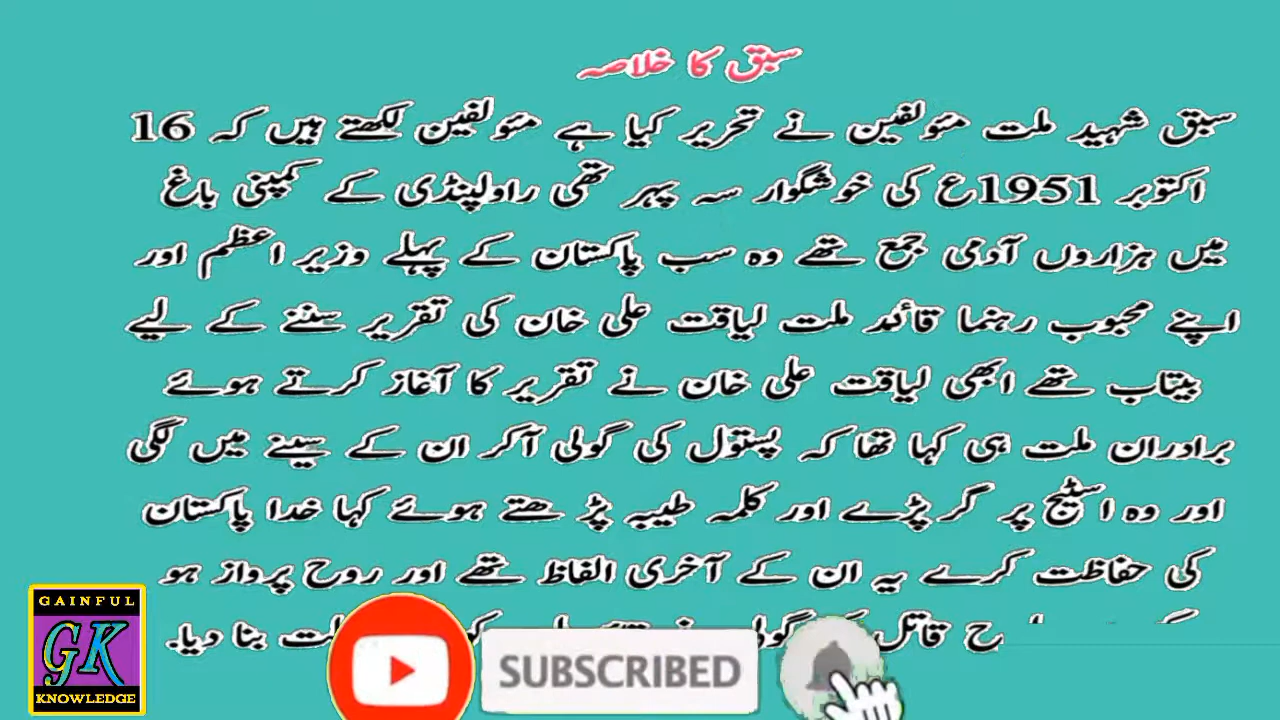 سبق کا خلاصہ
سبق شہید ملت مئولفین نے تحریر کیا ہے مئولفین لکھتے ہیں کہ 16
اکتوبر 1951ع کی خوشگوار سہ پہر تھی راولپنڈی کے کمپنی باغ
میں ہزاروں آدمی جمع تھے وہ سب پاکستان کے پہلے وزیر اعظم اور
اپنے محبوب رہنما قائد ملت لیاقت علی خان کی تقریر سننے کے لیے
بیتاب تھے ابھی لیاقت علی خان نے تقریر کا آغاز کرتے ہوئے
برادران ملت ہی کہا تھا کہ پستول کی گولی آکر ان کے سینے میں لگی
اور وہ اسٹیج پر گر پڑے اور کلمہ طیبہ پڑھتے ہوئے کہا خدا پاکستان
کی حفاظت کرے یہ ان کے آخری الفاظ تھے اور روح پرواز ہو
قاتل گولی بنا دیا۔
GAINFUL
GK
KNOWLEDGE
SUBSCRIBED